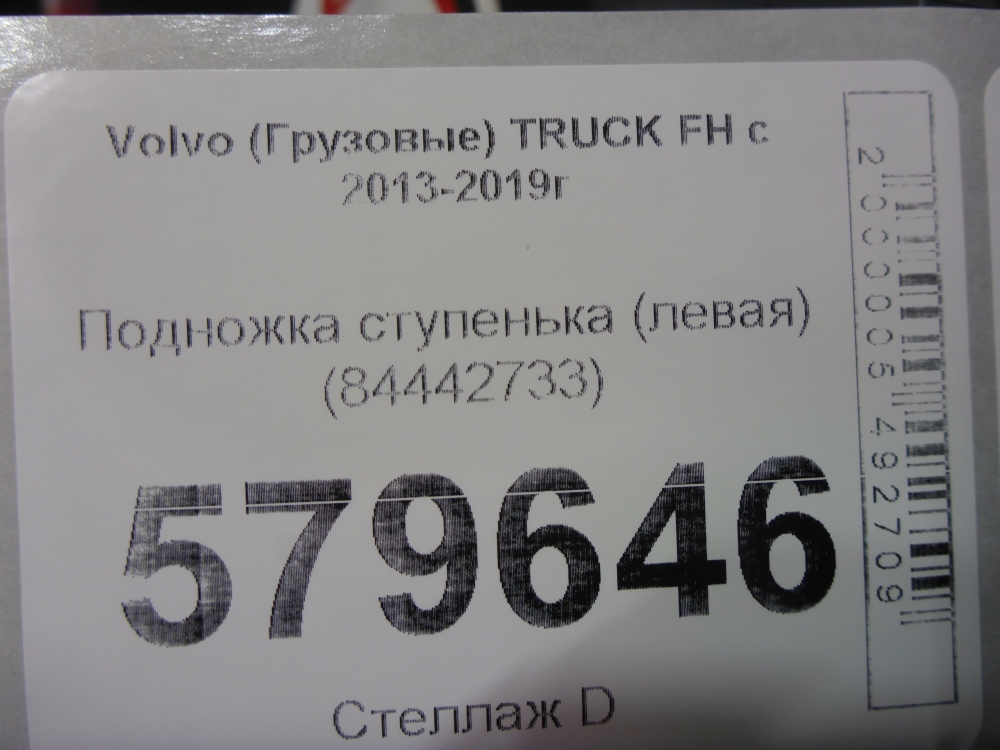 Volvo (Грузовые) TRUCK FH с
2013-2019г
Подножка ступенька (левая)
(84442733)
579646
Стеллаж D
2000005492709